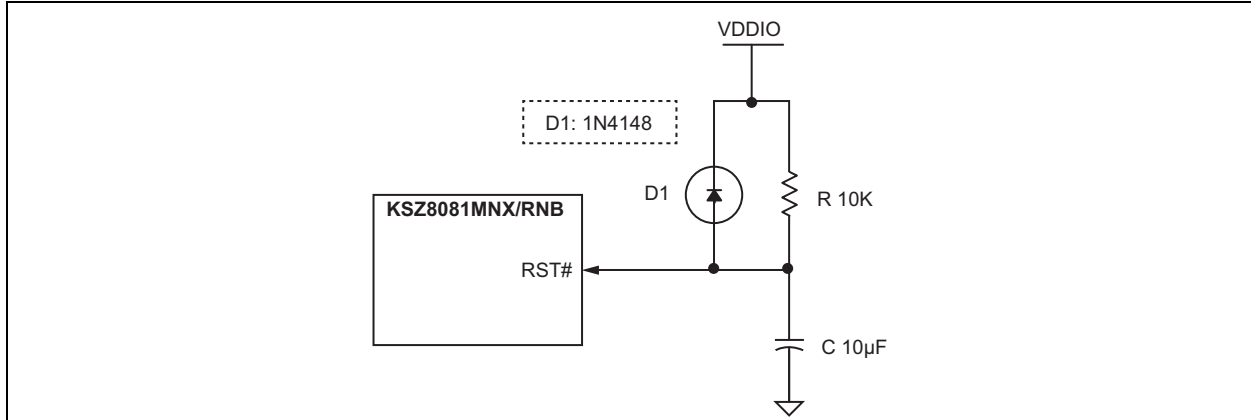 VDDIO
D1: 1N4148
D1
R 10K
KSZ8081MNX/RNB
RST#
C 10µF